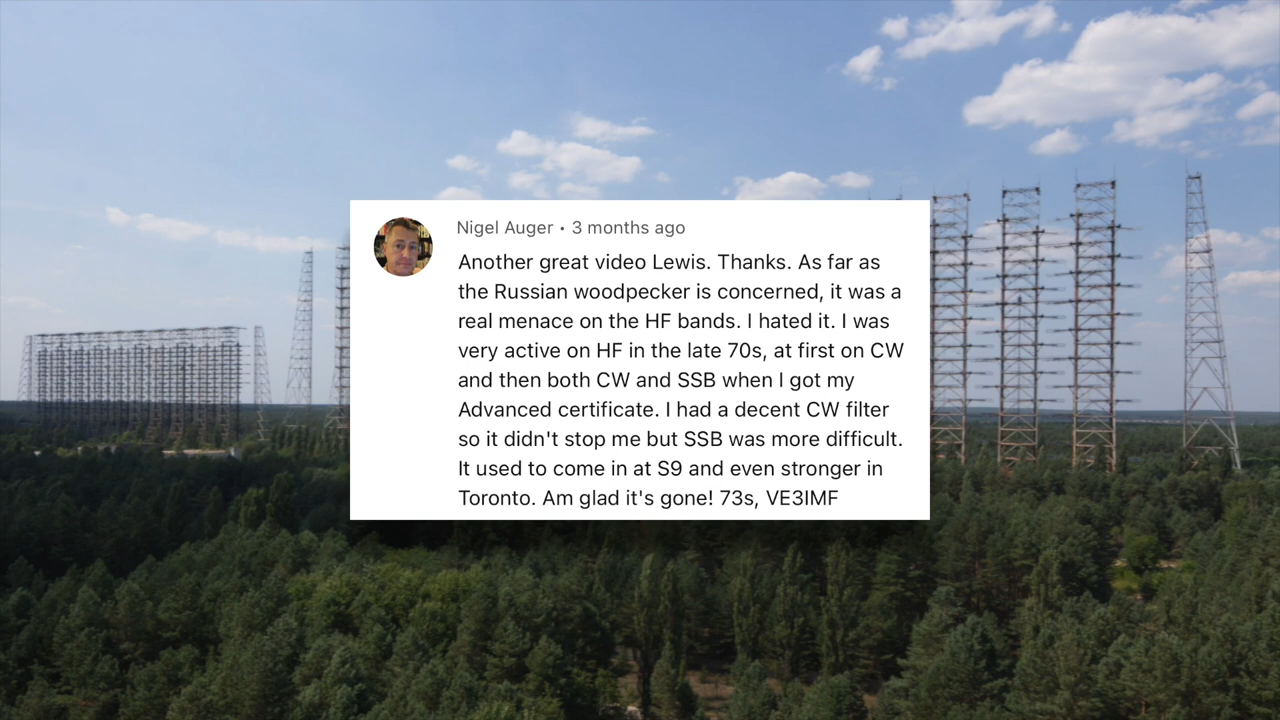 Nigel Auger • 3 months ago
Another great video Lewis. Thanks. As far as
the Russian woodpecker is concerned, it was a
real menace on the HF bands. I hated it. I was
very active on HF in the late 70s, at first on CW
and then both CW and SSB when I got my
Advanced certificate. I had a decent CW filter
so it didn't stop me but SSB was more difficult.
It used to come in at S9 and even stronger in
Toronto. Am glad it's gone! 73s, VE3IMF